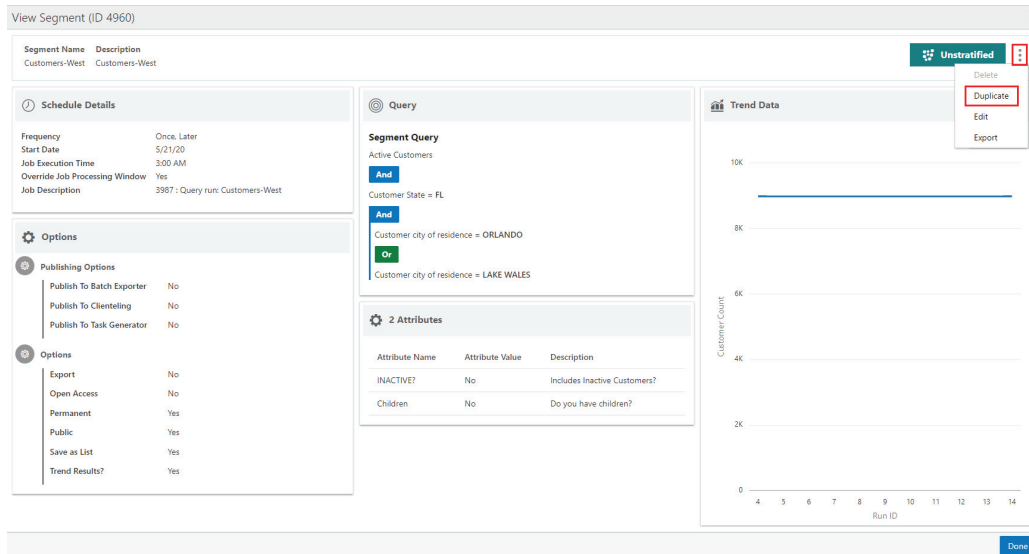 View Segment (ID 4960)
Segment Name Description
Customers-West Customers-West
Unstratified
Delete
Duplicate
Edit
Export
Schedule Details
Frequency Once, Later
Start Date 5/21/20
Job Execution Time 3:00 AM
Override Job Processing Window Yes
Job Description 3987 : Query run: Customers-West
Options
Publishing Options
Publish To Batch Exporter No
Publish To Clienteling No
Publish To Task Generator No
Options
Export No
Open Access No
Permanent Yes
Public Yes
Save as List Yes
Trend Results? Yes
Query
Segment Query
Active Customers
And
Customer State = FL
And
Customer city of residence = ORLANDO
Or
Customer city of residence = LAKE WALES
2 Attributes
Attribute Name Attribute Value Description
INACTIVE? No Includes Inactive Customers?
Children No Do you have children?
Trend Data
10K
8K
6K
4K
2K
0
Customer Count
4 5 6 7 8 9 10 11 12 13 14
Run ID
Done